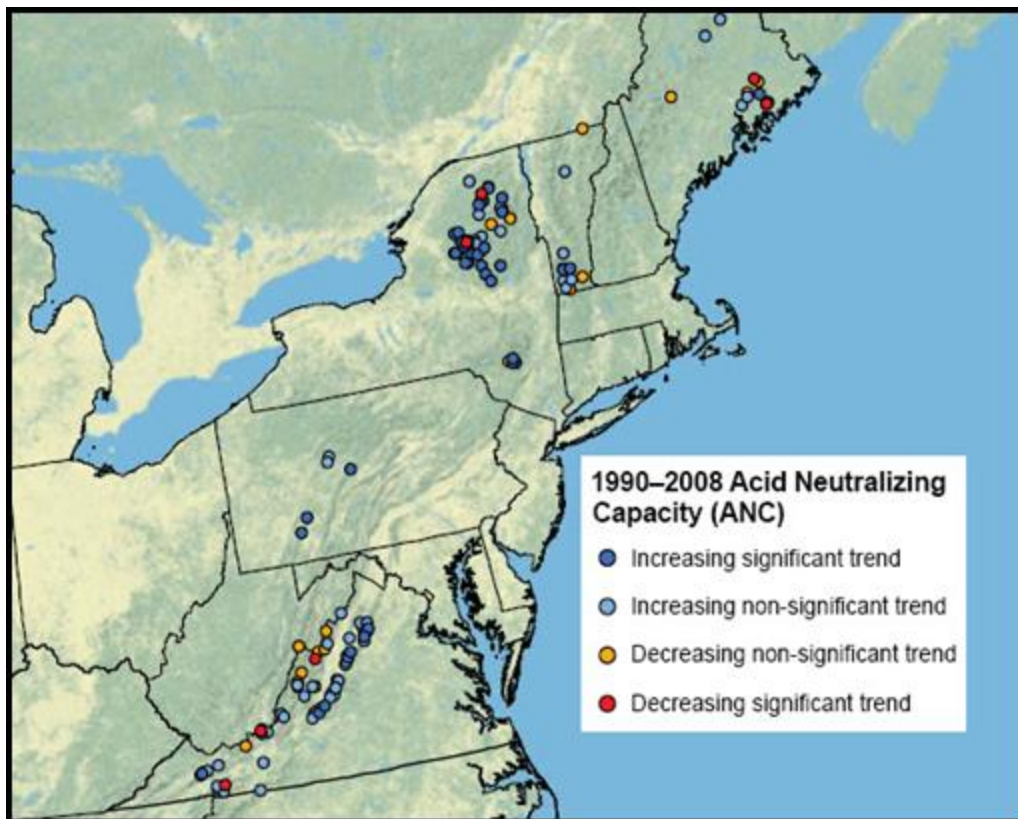 1990–2008 Acid Neutralizing
Capacity (ANC)
Increasing significant trend
Increasing non-significant trend
Decreasing non-significant trend
Decreasing significant trend